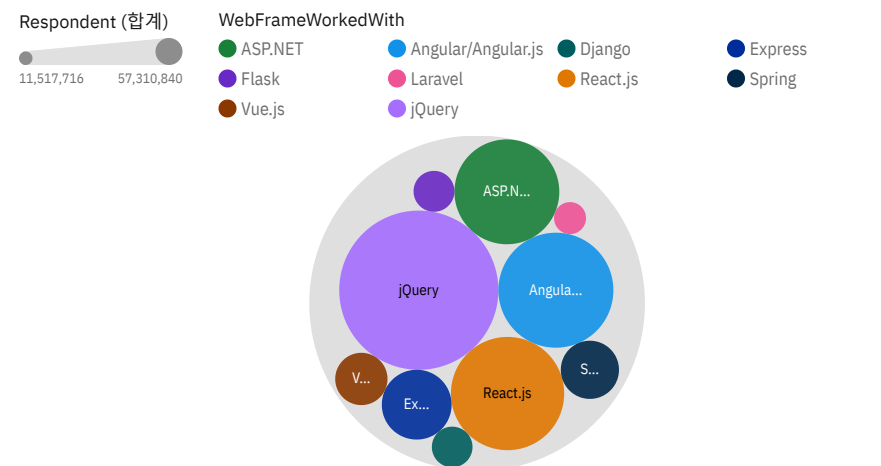 Respondent (합계)
11,517,716 57,310,840
WebFrameWorkedWith
ASP.NET Angular/Angular.js Django Express
Flask Laravel React.js Spring
Vue.js jQuery
ASP.N...
jQuery
Angula...
V...
Ex...
React.js
S...